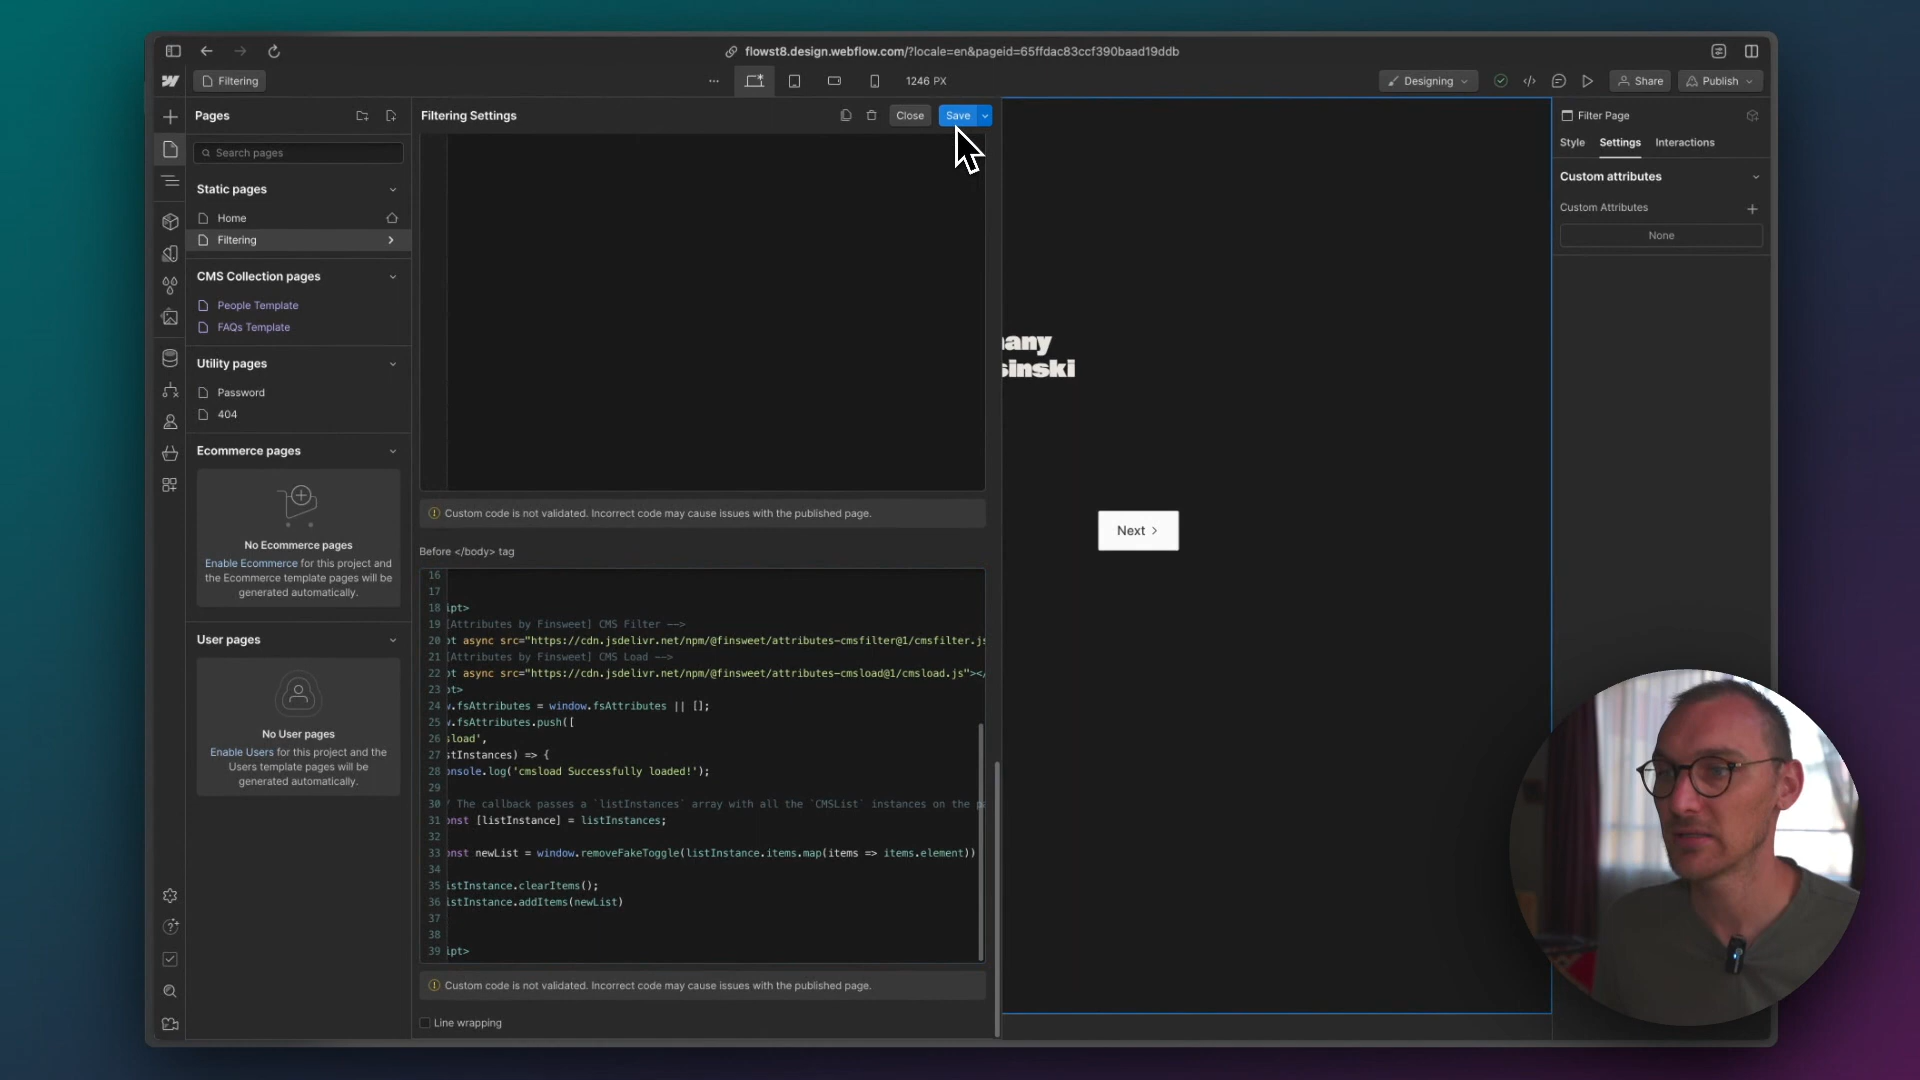 flowst8.design.webflow.com/?locale=en&pageid=65ffdac83ccf390baad19ddb
Filtering
1246 PX
Designing
Share
Publish
Pages
Search pages
Static pages
Home
Filtering
CMS Collection pages
People Template
FAQs Template
Utility pages
Password
404
Ecommerce pages
No Ecommerce pages
Enable Ecommerce for this project and
the Ecommerce template pages will be
generated automatically.
User pages
No User pages
Enable Users for this project and the
Users template pages will be
generated automatically.
Filtering Settings
Close
Save
Custom code is not validated. Incorrect code may cause issues with the published page.
Before </body> tag
16
17
18 ipt>
19 [Attributes by Finsweet] CMS Filter -->
20 pt async src="https://cdn.jsdelivr.net/npm/@finsweet/attributes-cmsfilter@1/cmsfilter.js
21 [Attributes by Finsweet] CMS Load -->
22 pt async src="https://cdn.jsdelivr.net/npm/@finsweet/attributes-cmsload@1/cmsload.js"></
23 pt>
24 w.fsAttributes = window.fsAttributes || [];
25 w.fsAttributes.push([
26 sload',
27 stInstances) => {
28 onsole.log('cmsload Successfully loaded!');
29
30 / The callback passes a `listInstances` array with all the `CMSList` instances on the pa
31 onst [listInstance] = listInstances;
32
33 onst newList = window.removeFakeToggle(listInstance.items.map(items => items.element))
34
35 istInstance.clearItems();
36 istInstance.addItems(newList)
37
38
39 ipt>
Custom code is not validated. Incorrect code may cause issues with the published page.
Line wrapping
hany
sinski
Next
Filter Page
Style
Settings
Interactions
Custom attributes
Custom Attributes
None